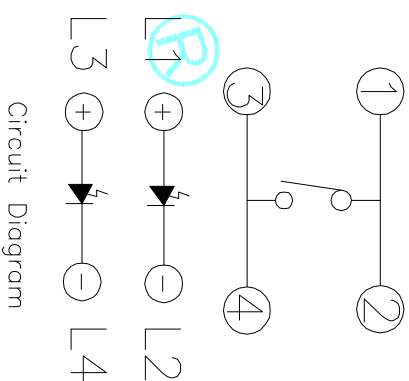 1 2
3 4
L1 + − L2
®
L3 + − L4
Circuit Diagram